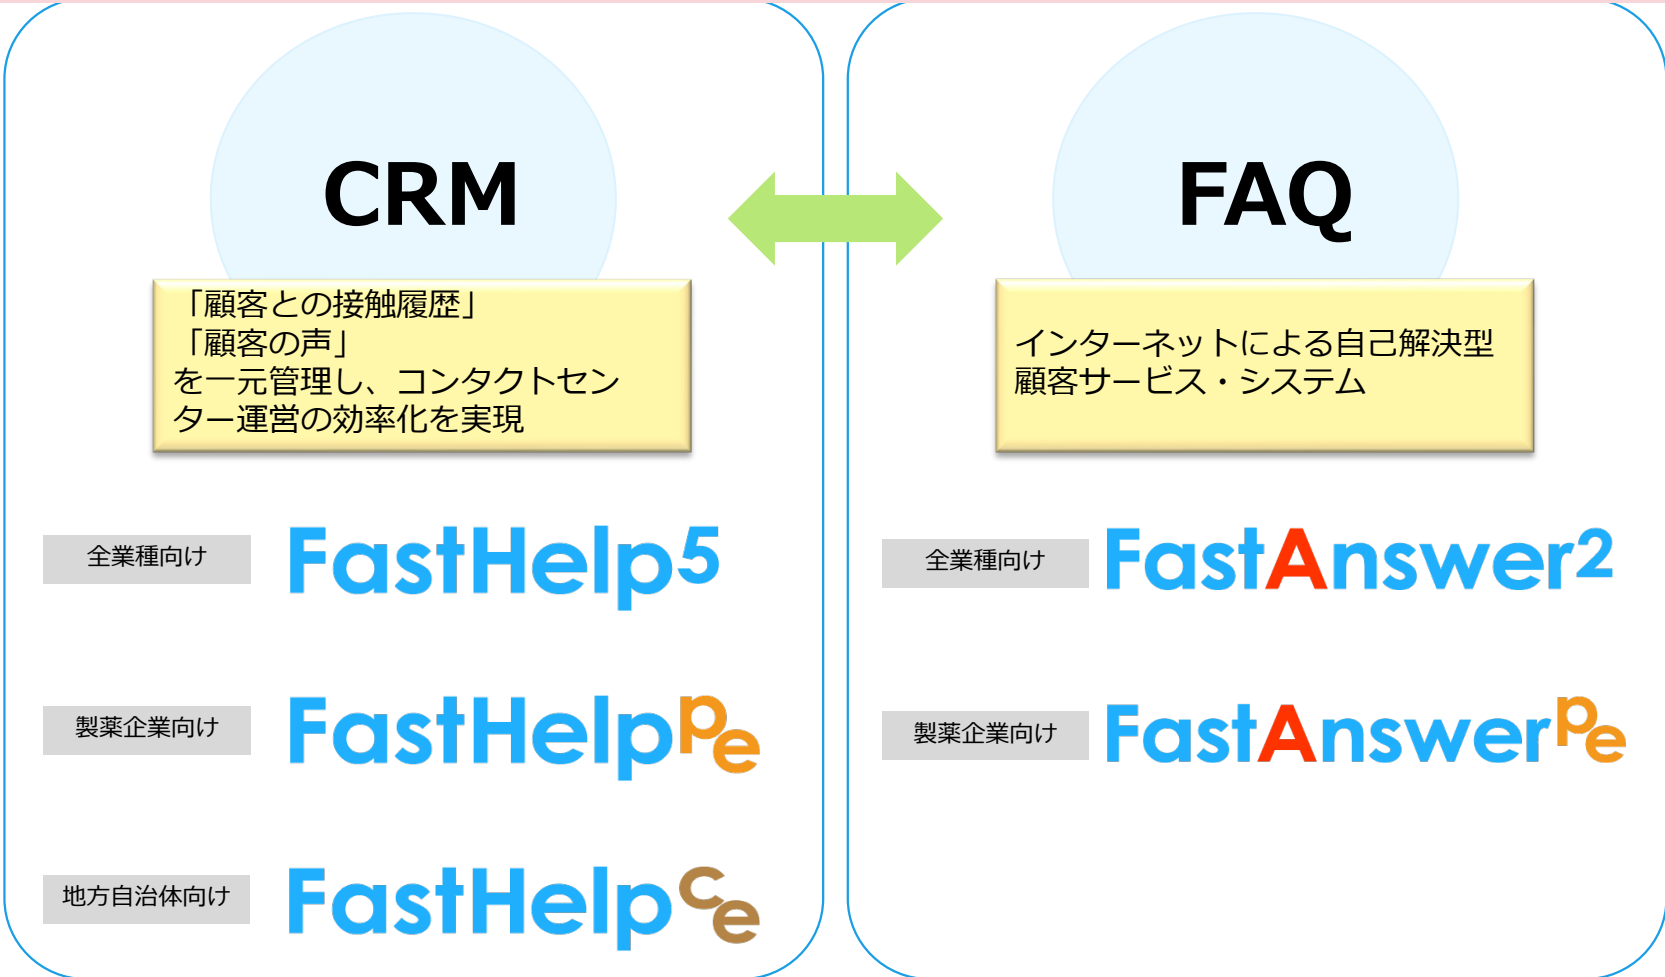 CRM
「顧客との接触履歴」
「顧客の声」
を一元管理し、コンタクトセン
ター運営の効率化を実現
全業種向け
FastHelp5
製薬企業向け
FastHelppe
地方自治体向け
FastHelpce
FAQ
インターネットによる自己解決型
顧客サービス・システム
全業種向け
FastAnswer2
製薬企業向け
FastAnswerpe